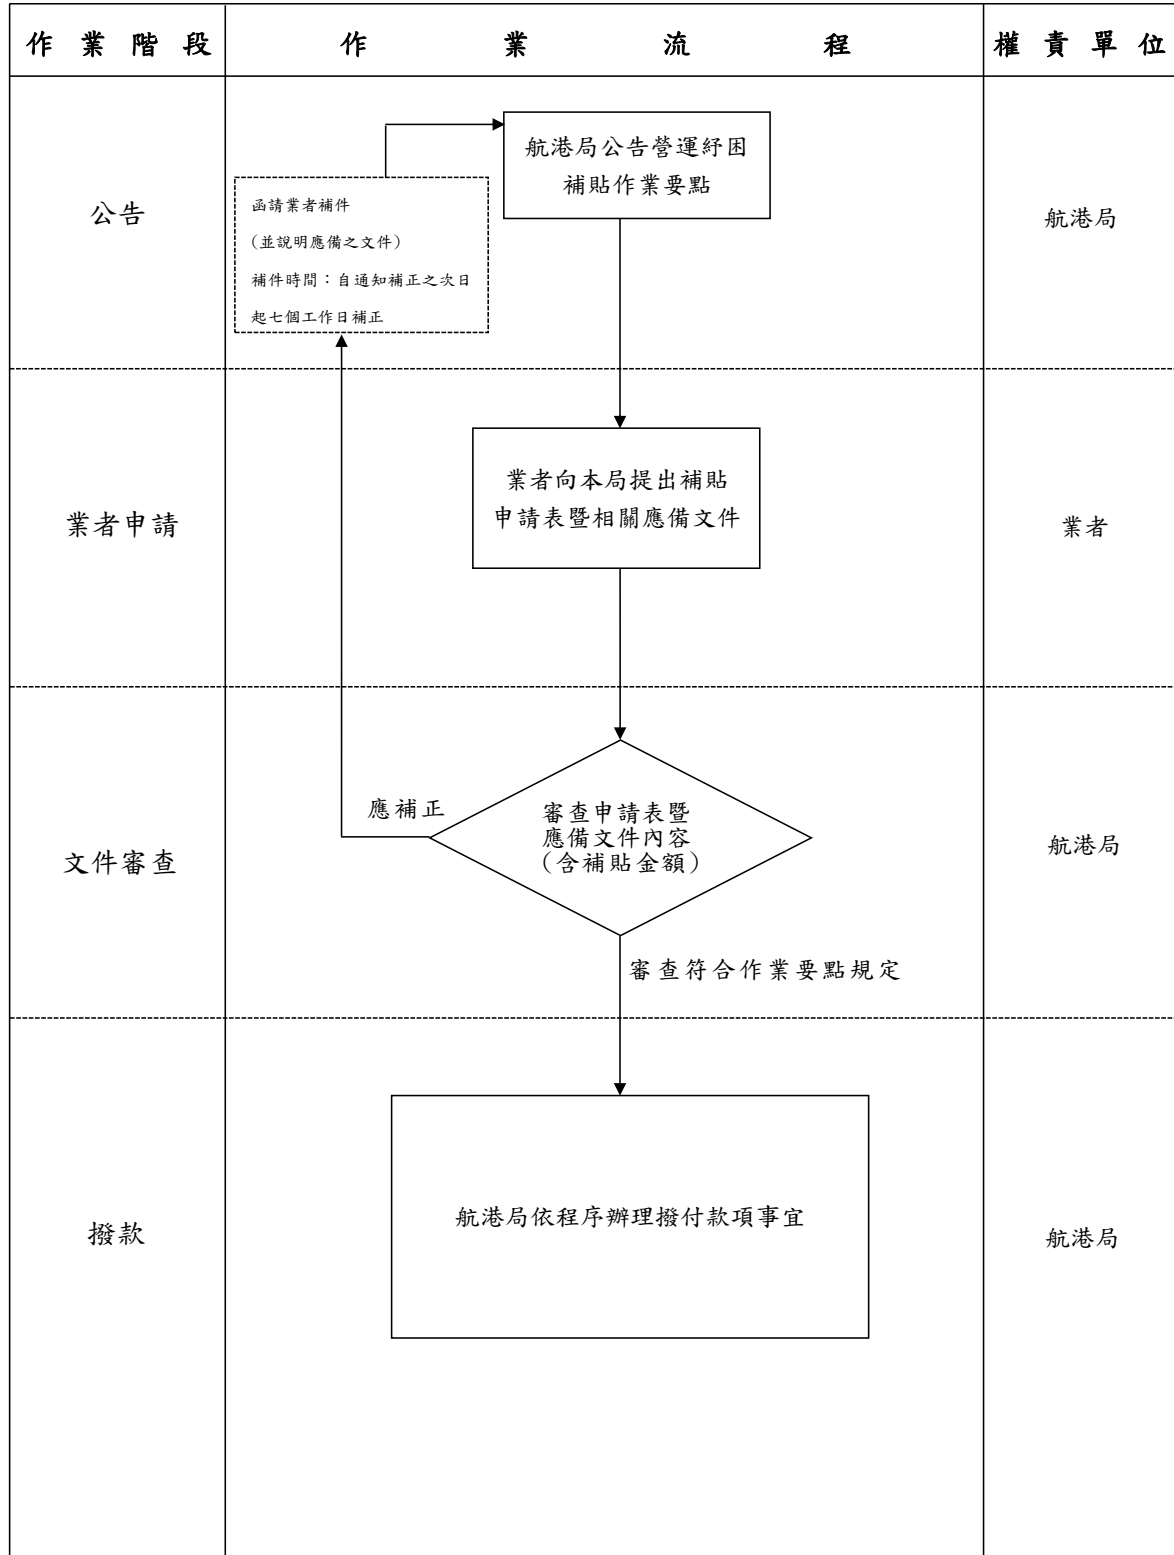 作業階段
作業流程
權責單位
公告
航港局公告營運紓困
補貼作業要點
函請業者補件
(並說明應備之文件)
補件時間：自通知補正之次日
起七個工作日補正
航港局
業者申請
業者向本局提出補貼
申請表暨相關應備文件
業者
文件審查
應補正
審查申請表暨
應備文件內容
(含補貼金額)
審查符合作業要點規定
航港局
撥款
航港局依程序辦理撥付款項事宜
航港局